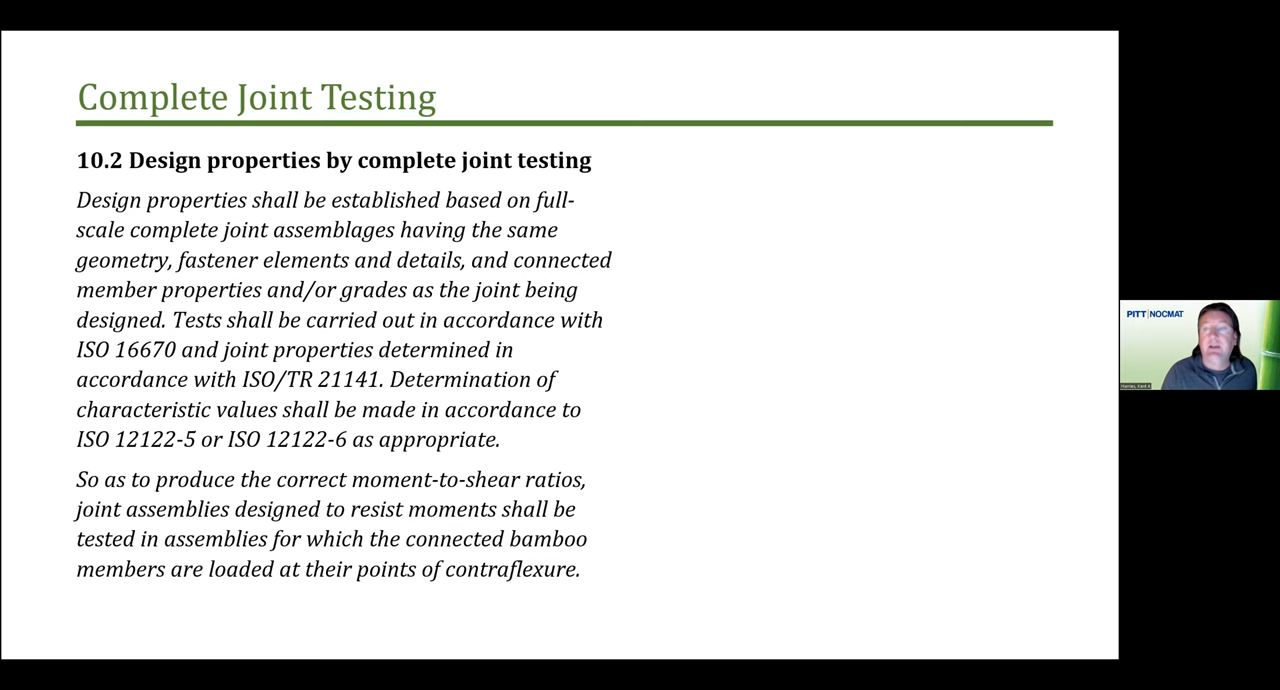 Complete Joint Testing
10.2 Design properties by complete joint testing
Design properties shall be established based on full-
scale complete joint assemblages having the same
geometry, fastener elements and details, and connected
member properties and/or grades as the joint being
designed. Tests shall be carried out in accordance with
ISO 16670 and joint properties determined in
accordance with ISO/TR 21141. Determination of
characteristic values shall be made in accordance to
ISO 12122-5 or ISO 12122-6 as appropriate.
So as to produce the correct moment-to-shear ratios,
joint assemblies designed to resist moments shall be
tested in assemblies for which the connected bamboo
members are loaded at their points of contraflexure.
PITT|NOCMAT